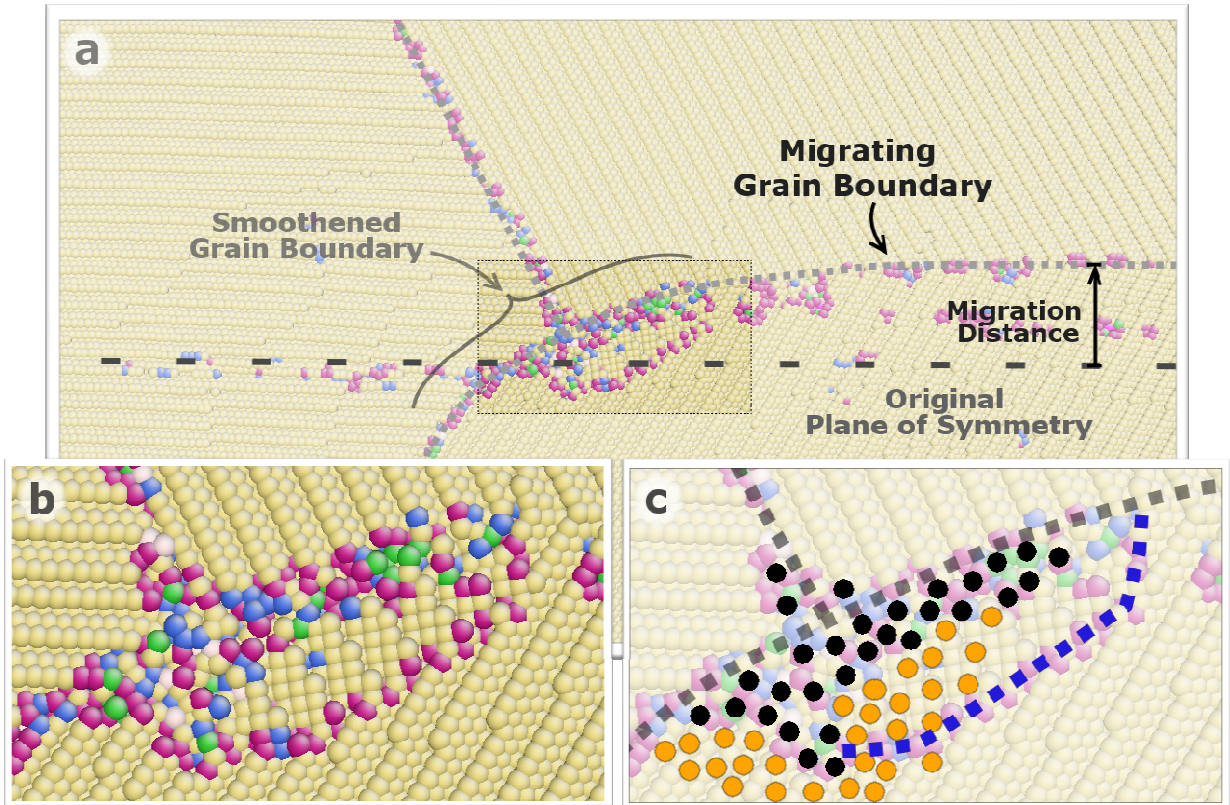 a
Migrating
Grain Boundary
Smoothened
Grain Boundary
Migration
Distance
Original
Plane of Symmetry
b
c